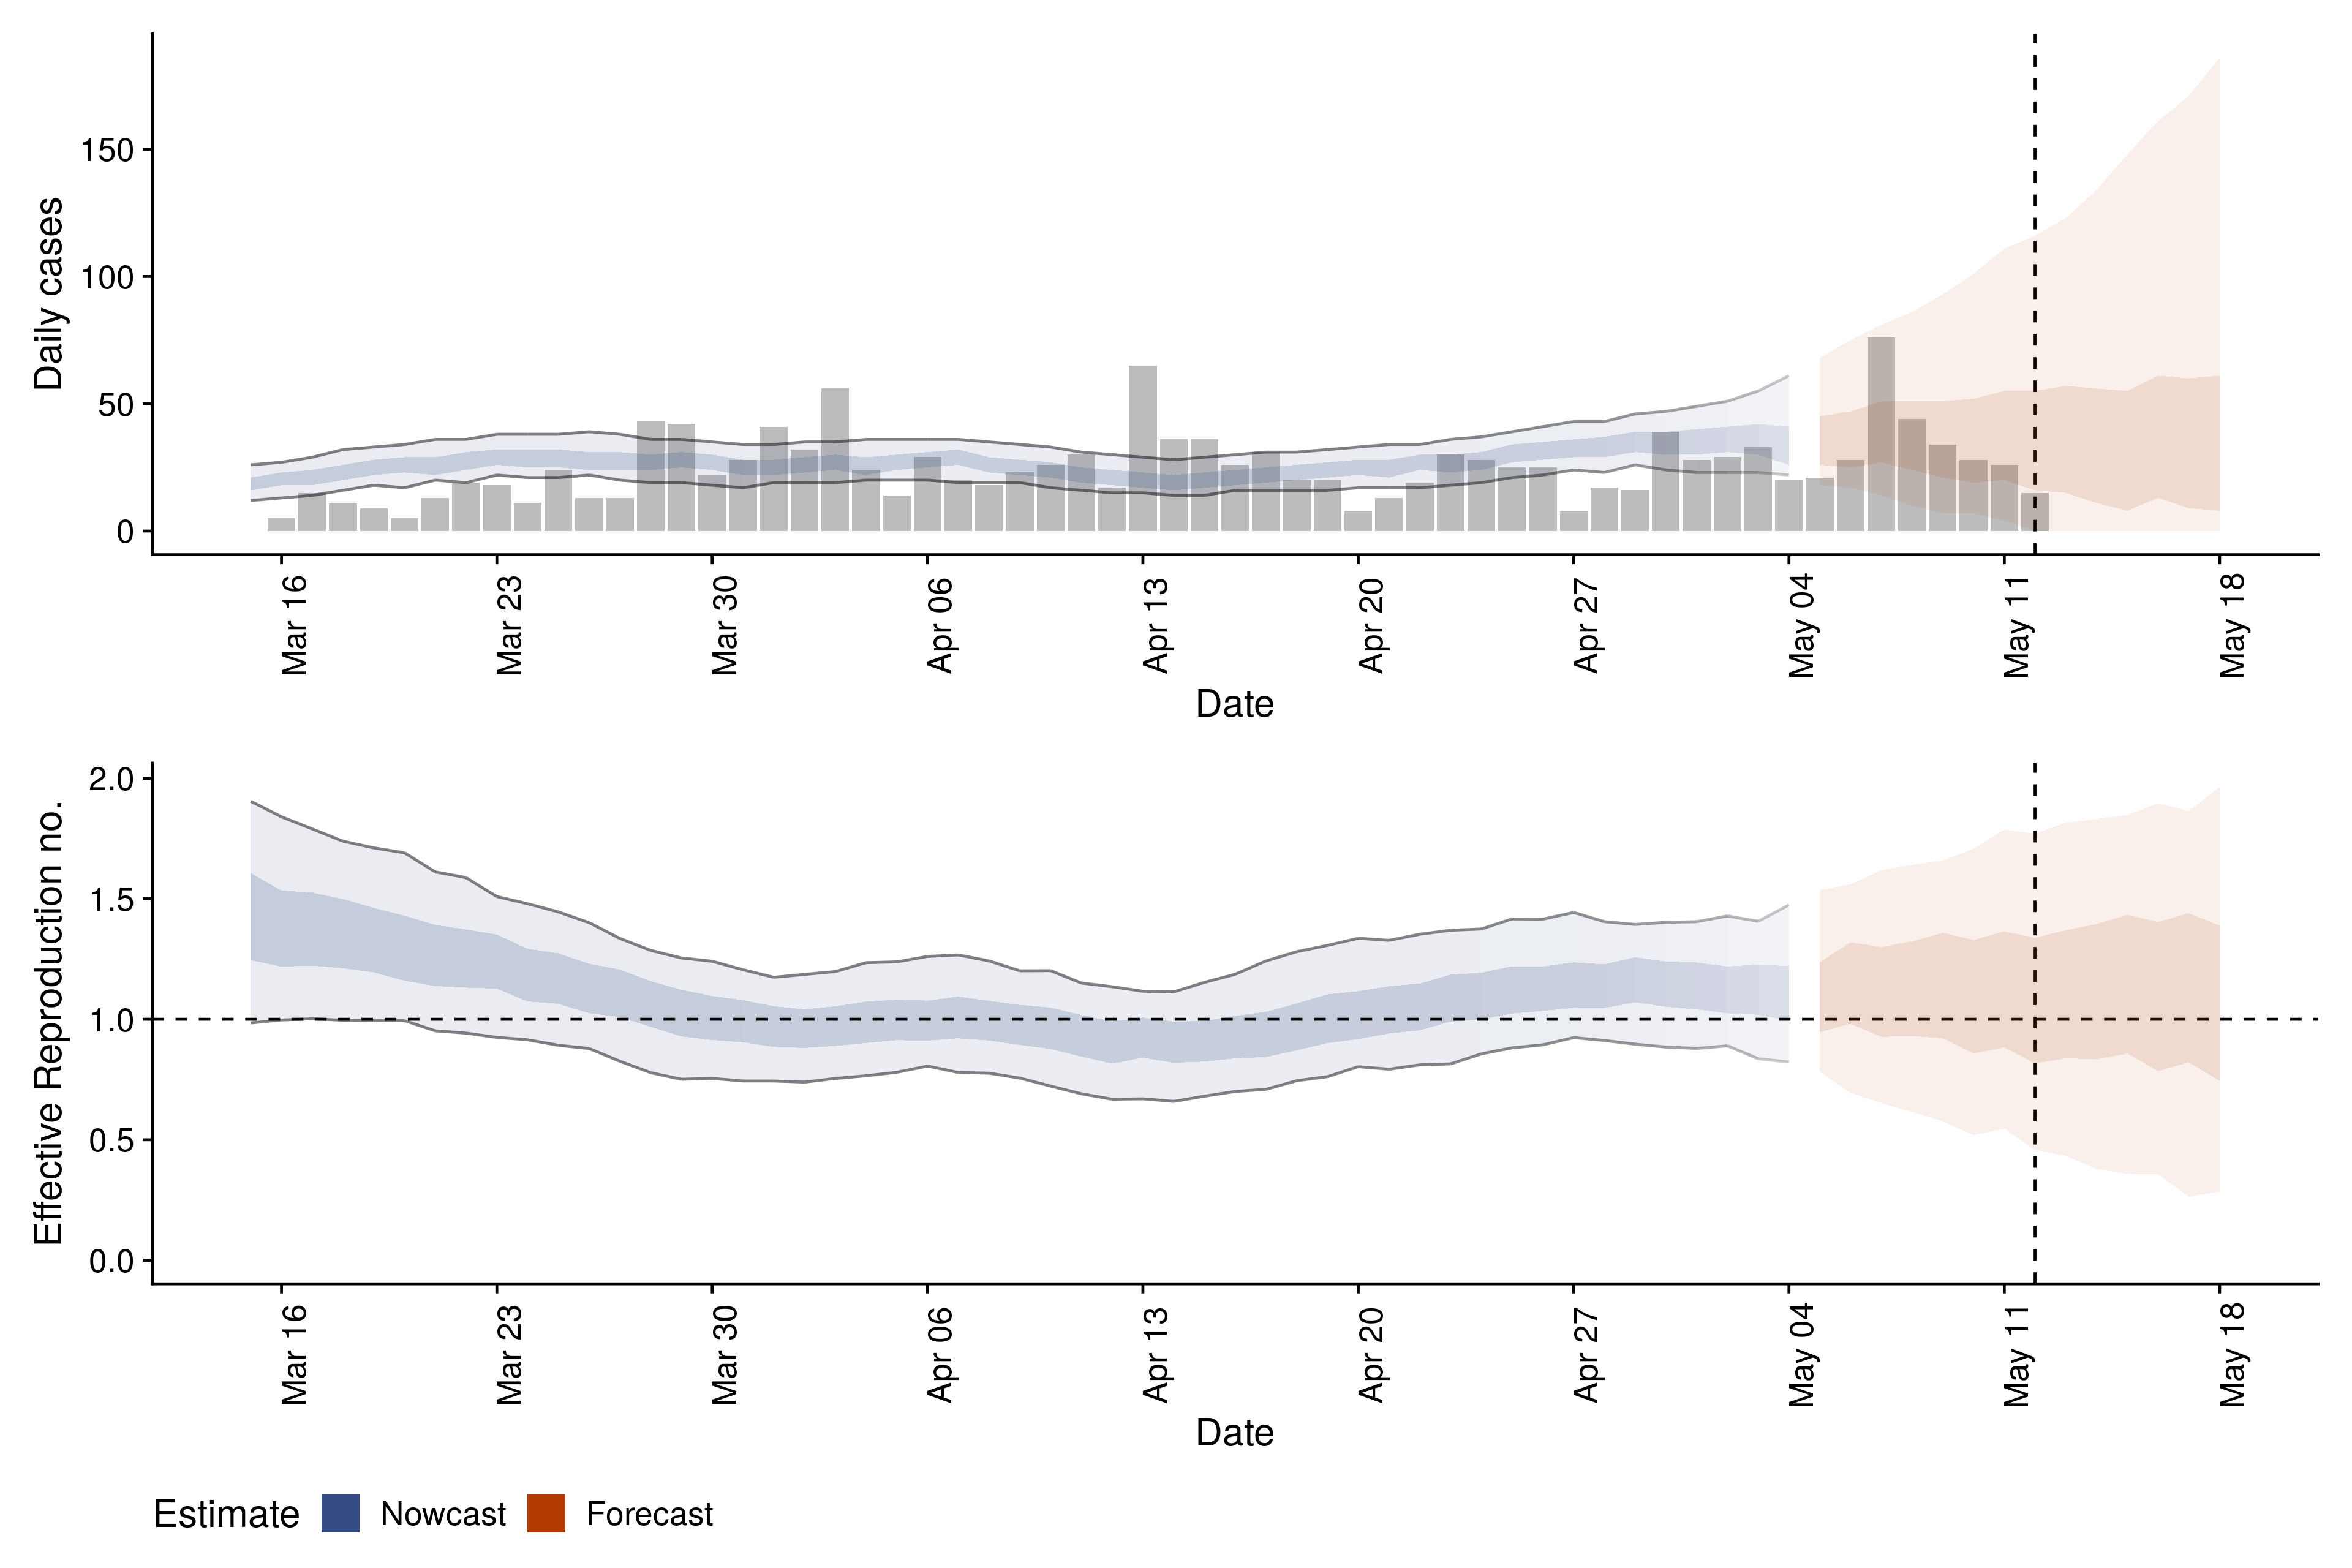 Daily cases
150
100
50
0
Mar 16
Mar 23
Mar 30
Apr 06
Apr 13
Apr 20
Apr 27
May 04
May 11
May 18
Date
Effective Reproduction no.
2.0
1.5
1.0
0.5
0.0
Mar 16
Mar 23
Mar 30
Apr 06
Apr 13
Apr 20
Apr 27
May 04
May 11
May 18
Date
Estimate Nowcast Forecast